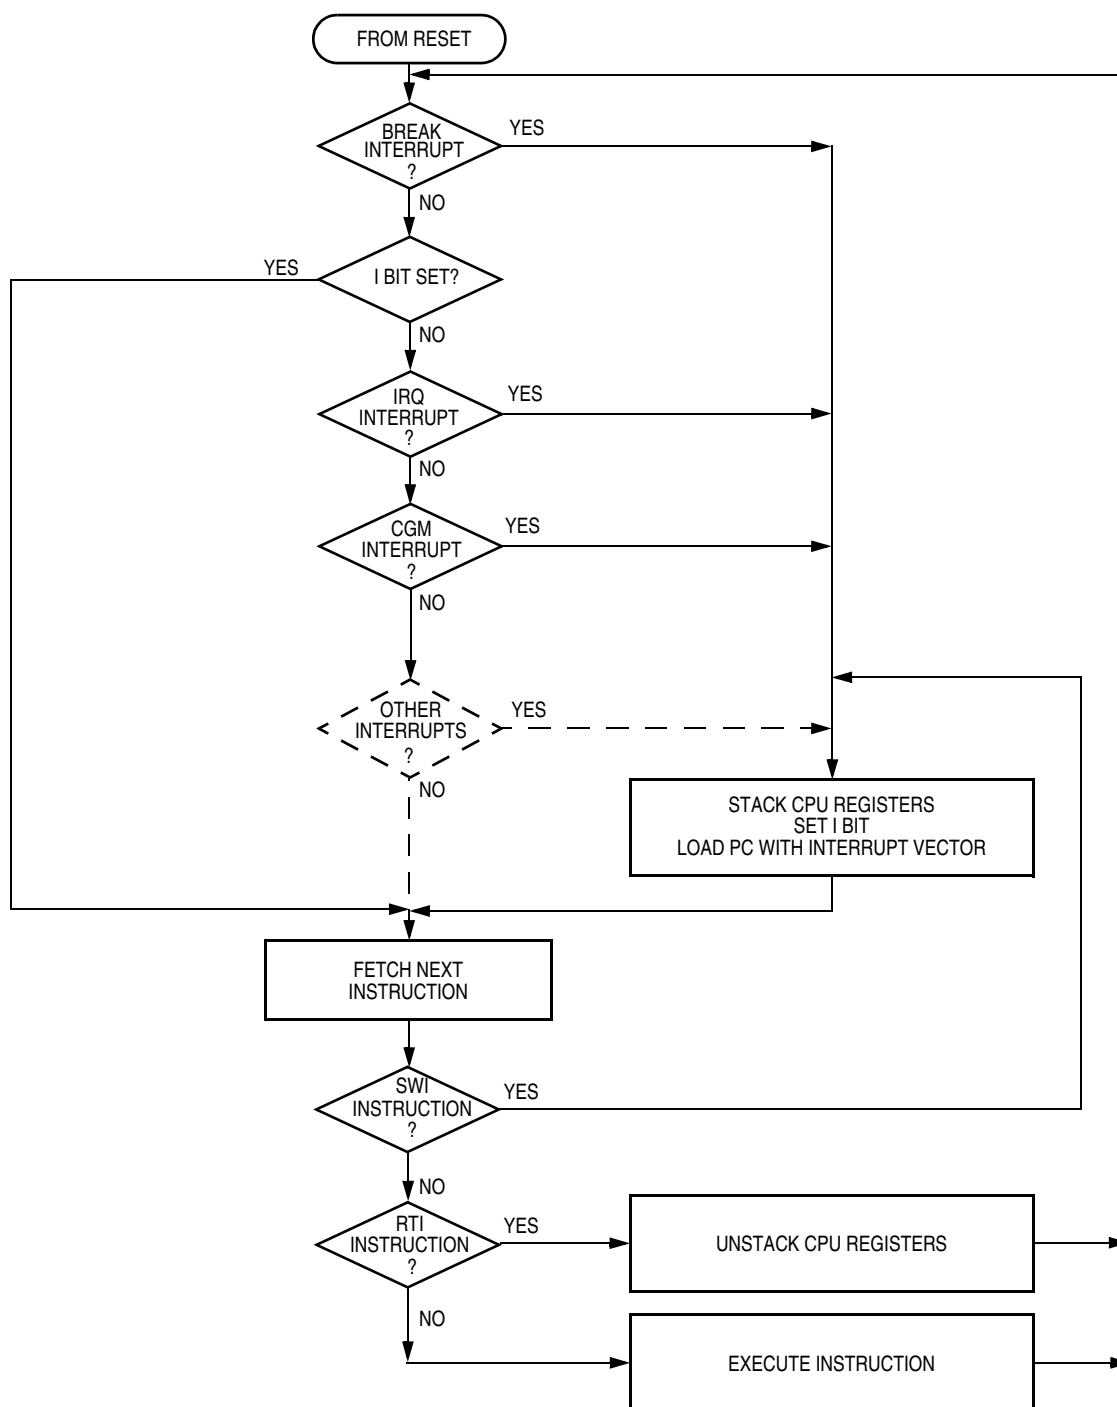 FROM RESET
BREAK
INTERRUPT
?
YES
NO
YES
I BIT SET?
NO
IRQ
INTERRUPT
?
YES
NO
CGM
INTERRUPT
?
YES
NO
OTHER
INTERRUPTS
?
YES
NO
STACK CPU REGISTERS
SET I BIT
LOAD PC WITH INTERRUPT VECTOR
FETCH NEXT
INSTRUCTION
SWI
INSTRUCTION
?
YES
NO
RTI
INSTRUCTION
?
YES
UNSTACK CPU REGISTERS
NO
EXECUTE INSTRUCTION